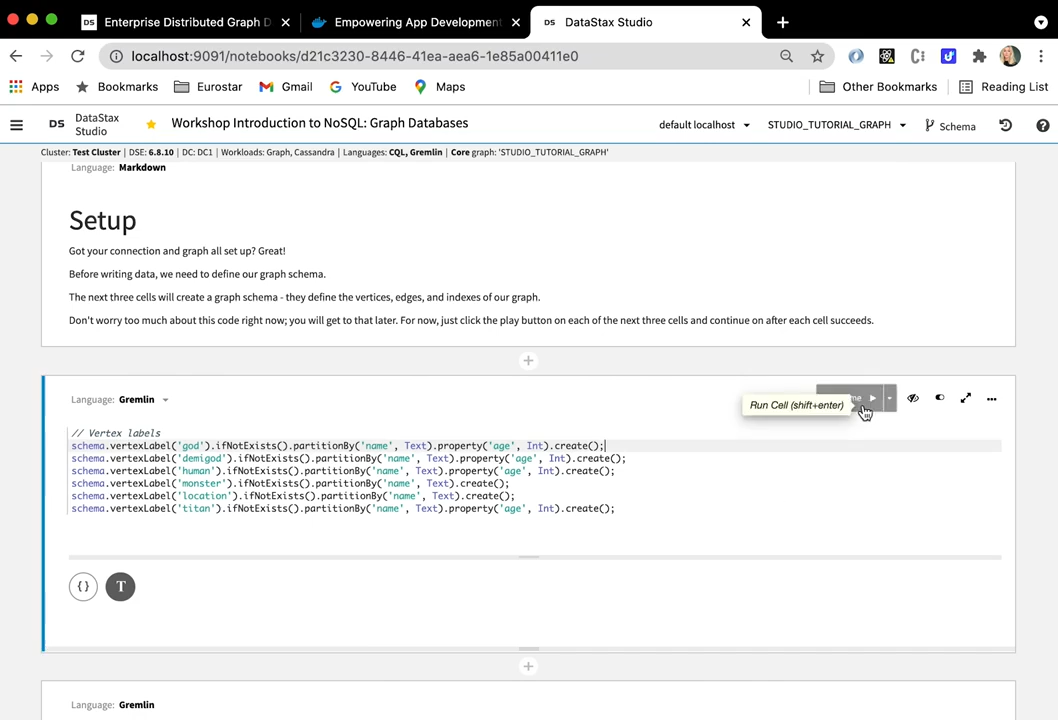 DS Enterprise Distributed Graph D
Empowering App Development
DS DataStax Studio
localhost:9091/notebooks/d21c3230-8446-41ea-aea6-1e85a00411e0
Apps Bookmarks Eurostar Gmail YouTube Maps Other Bookmarks Reading List
DS DataStax Studio Workshop Introduction to NoSQL: Graph Databases default localhost STUDIO_TUTORIAL_GRAPH Schema
Cluster: Test Cluster | DSE: 6.8.10 | DC: DC1 | Workloads: Graph, Cassandra | Languages: CQL, Gremlin | Core graph: 'STUDIO_TUTORIAL_GRAPH'
Language: Markdown
Setup
Got your connection and graph all set up? Great!
Before writing data, we need to define our graph schema.
The next three cells will create a graph schema - they define the vertices, edges, and indexes of our graph.
Don't worry too much about this code right now; you will get to that later. For now, just click the play button on each of the next three cells and continue on after each cell succeeds.
Language: Gremlin
Run Cell (shift+enter)
// Vertex labels
schema.vertexLabel('god').ifNotExists().partitionBy('name', Text).property('age', Int).create();
schema.vertexLabel('demigod').ifNotExists().partitionBy('name', Text).property('age', Int).create();
schema.vertexLabel('human').ifNotExists().partitionBy('name', Text).property('age', Int).create();
schema.vertexLabel('monster').ifNotExists().partitionBy('name', Text).create();
schema.vertexLabel('location').ifNotExists().partitionBy('name', Text).create();
schema.vertexLabel('titan').ifNotExists().partitionBy('name', Text).property('age', Int).create();
{} T
Language: Gremlin